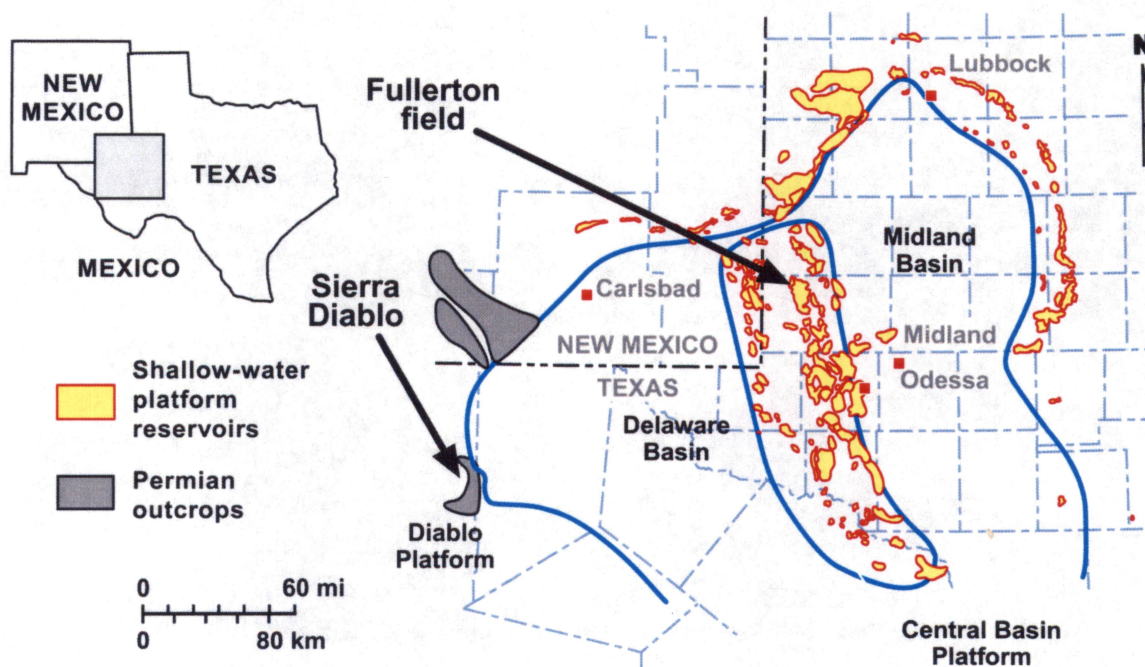 NEW
MEXICO
TEXAS
MEXICO
Fullerton
field
Lubbock
N
Midland
Basin
Sierra
Diablo
Carlsbad
NEW MEXICO
TEXAS
Midland
Odessa
Delaware
Basin
Shallow-water
platform
reservoirs
Permian
outcrops
Diablo
Platform
0 60 mi
0 80 km
Central Basin
Platform